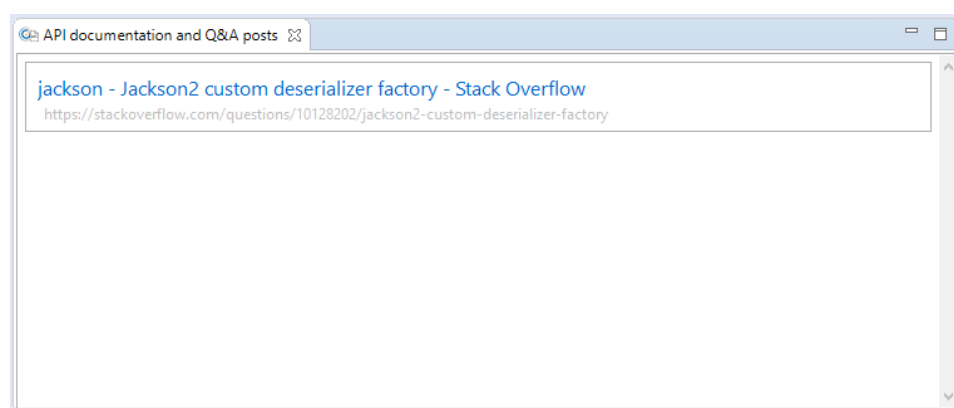 API documentation and Q&A posts
jackson - Jackson2 custom deserializer factory - Stack Overflow
https://stackoverflow.com/questions/10128202/jackson2-custom-deserializer-factory